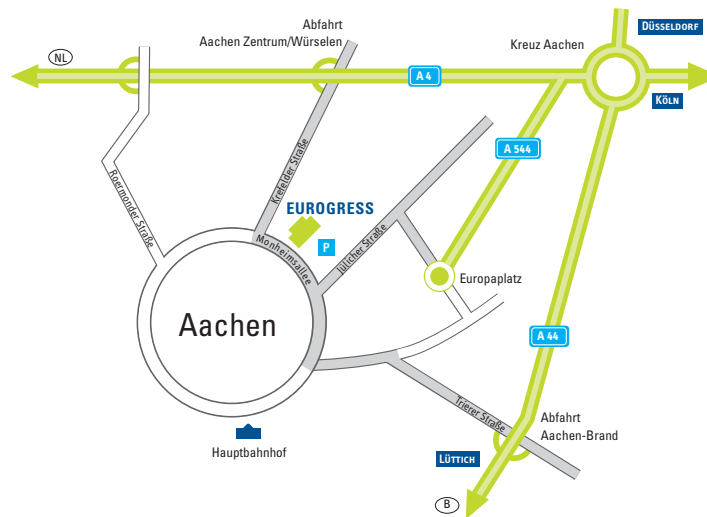 Abfahrt
Aachen Zentrum/Würselen
DÜSSELDORF
Kreuz Aachen
NL
A 4
KÖLN
A 544
Roermonder Straße
Krefelder Straße
EUROGRESS
P
Monheimsallee
Jülicher Straße
Europaplatz
Aachen
A 44
Trierer Straße
Abfahrt
Aachen-Brand
Hauptbahnhof
LÜTTICH
B